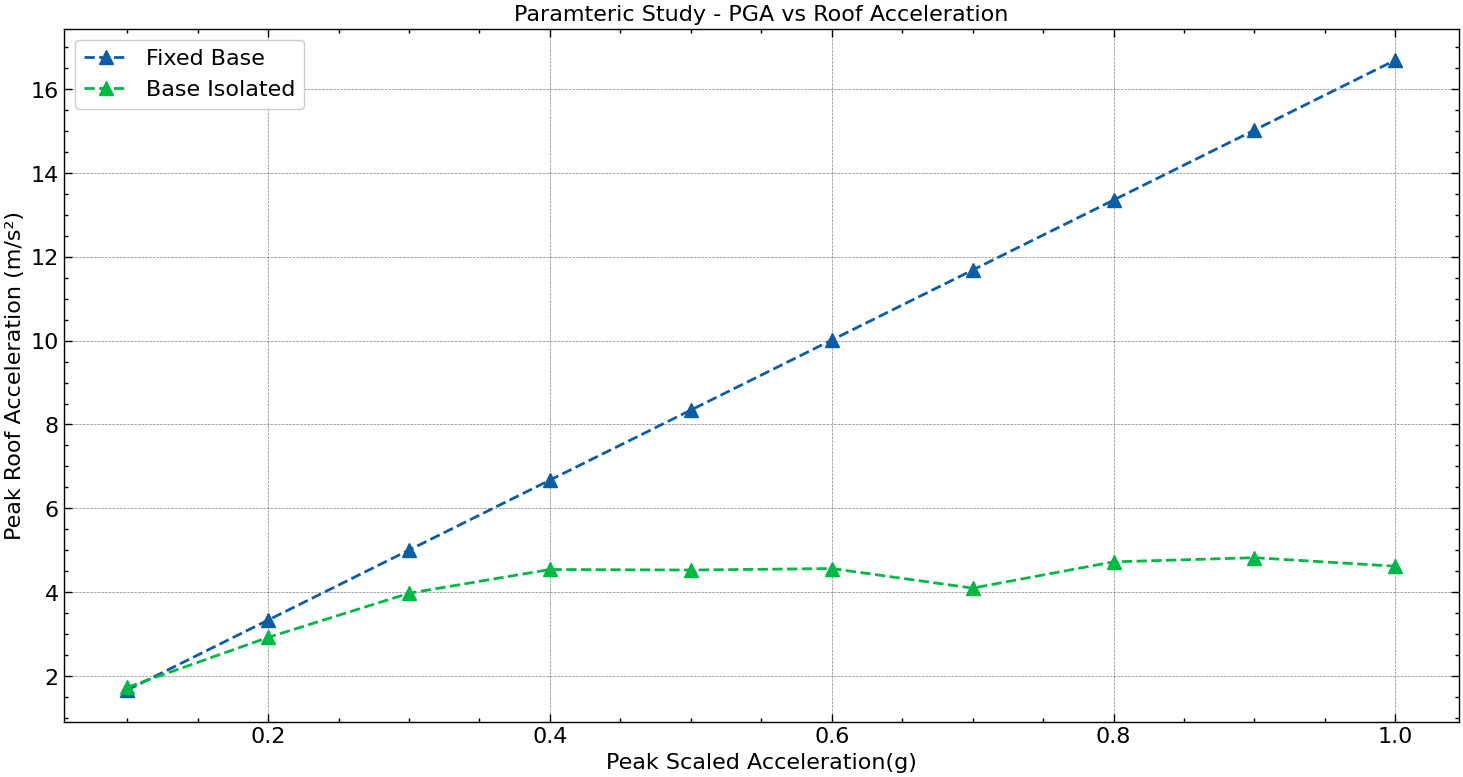 Paramteric Study - PGA vs Roof Acceleration
Fixed Base
Base Isolated
Peak Roof Acceleration (m/s²)
16
14
12
10
8
6
4
2
0.2
0.4
0.6
0.8
1.0
Peak Scaled Acceleration(g)